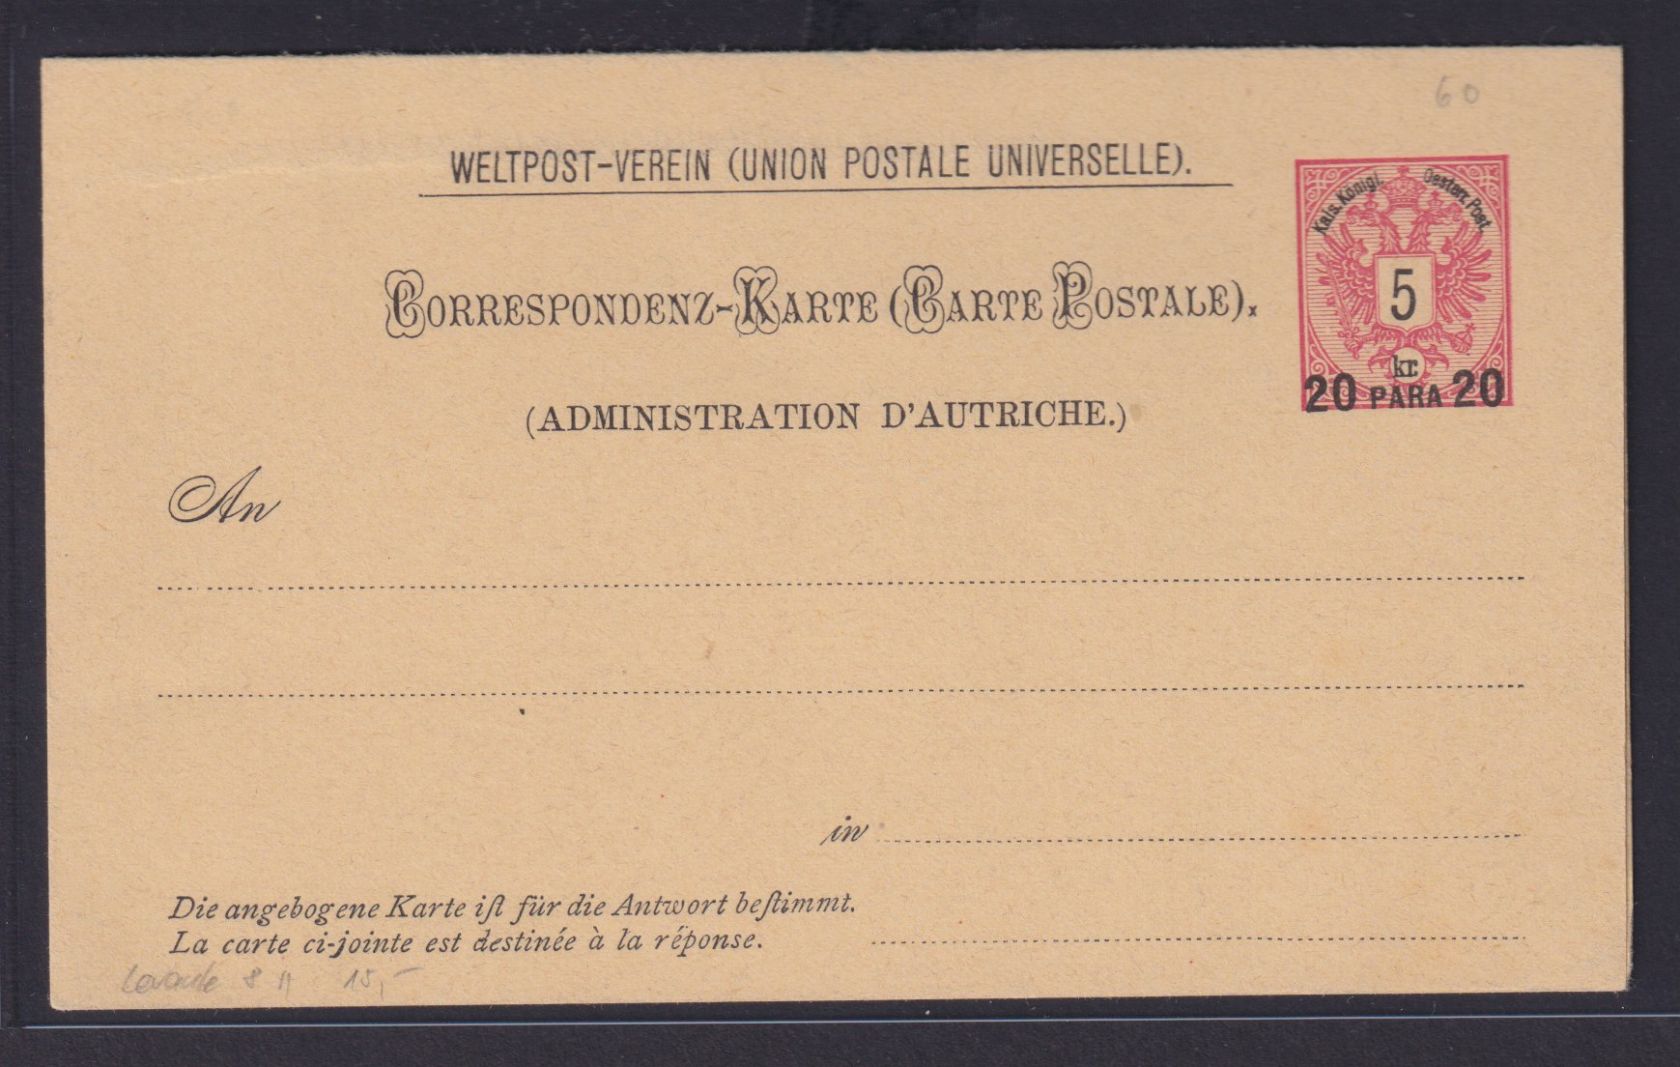 60
WELTPOST-VEREIN (UNION POSTALE UNIVERSELLE).
Kais. Königl. Oesterr. Post.
CORRESPONDENZ-KARTE (CARTE POSTALE).
5
kr.
20 PARA 20
(ADMINISTRATION D'AUTRICHE.)
An
in
Die angebogene Karte iſt für die Antwort beſtimmt.
La carte ci-jointe est destinée à la réponse.
Levante 8 15,-